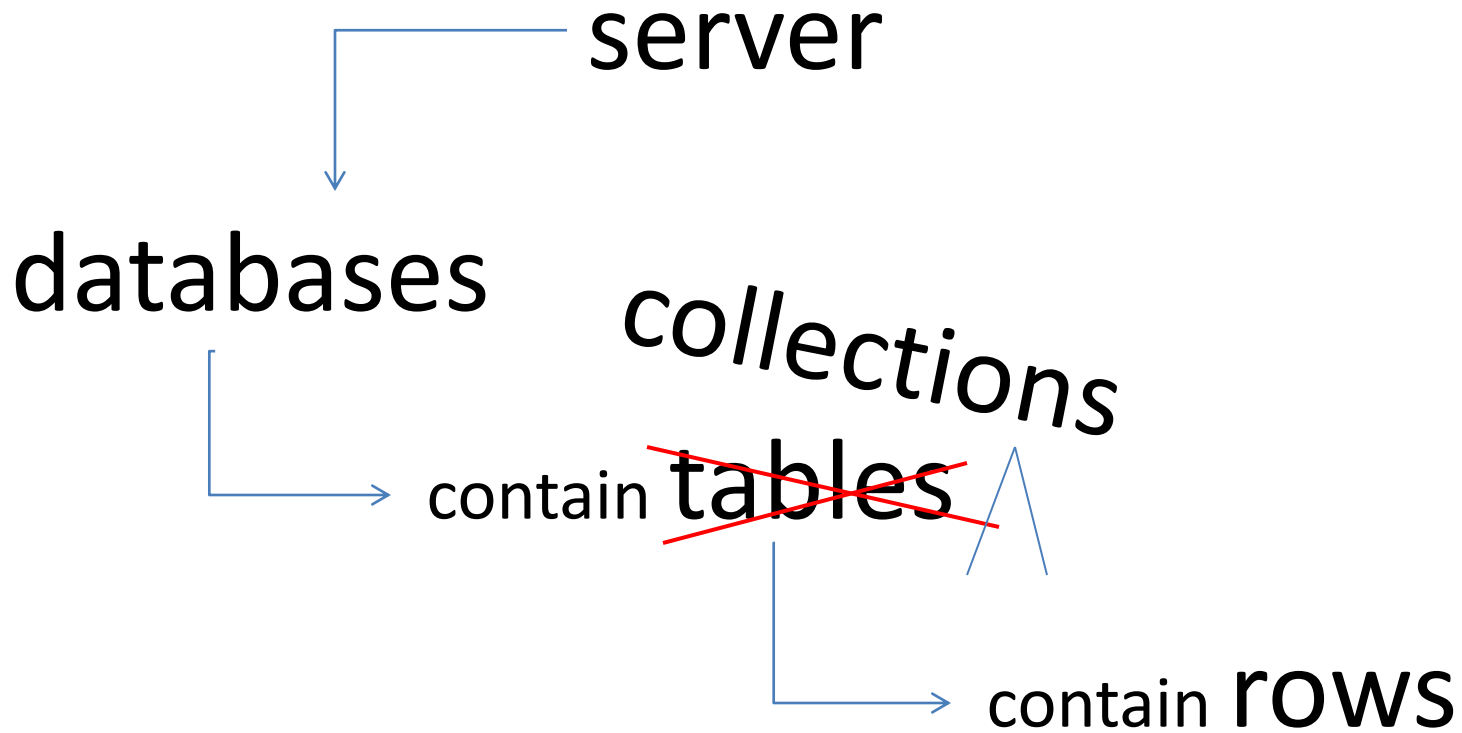 server
databases
collections
contain tables
contain rows